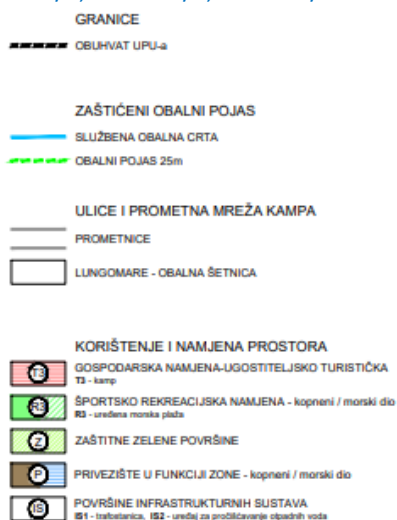 GRANICE
OBUHVAT UPU-a
ZAŠTIĆENI OBALNI POJAS
SLUŽBENA OBALNA CRTA
OBALNI POJAS 25m
ULICE I PROMETNA MREŽA KAMPA
PROMETNICE
LUNGOMARE - OBALNA ŠETNICA
KORIŠTENJE I NAMJENA PROSTORA
T3 GOSPODARSKA NAMJENA-UGOSTITELJSKO TURISTIČKA
T3 - kamp
R3 ŠPORTSKO REKREACIJSKA NAMJENA - kopneni / morski dio
R3 - uređena morska plaža
Z ZAŠTITNE ZELENE POVRŠINE
P PRIVEZIŠTE U FUNKCIJI ZONE - kopneni / morski dio
IS POVRŠINE INFRASTRUKTURNIH SUSTAVA
IS1 - trafostanica, IS2 - uređaj za pročišćavanje otpadnih voda